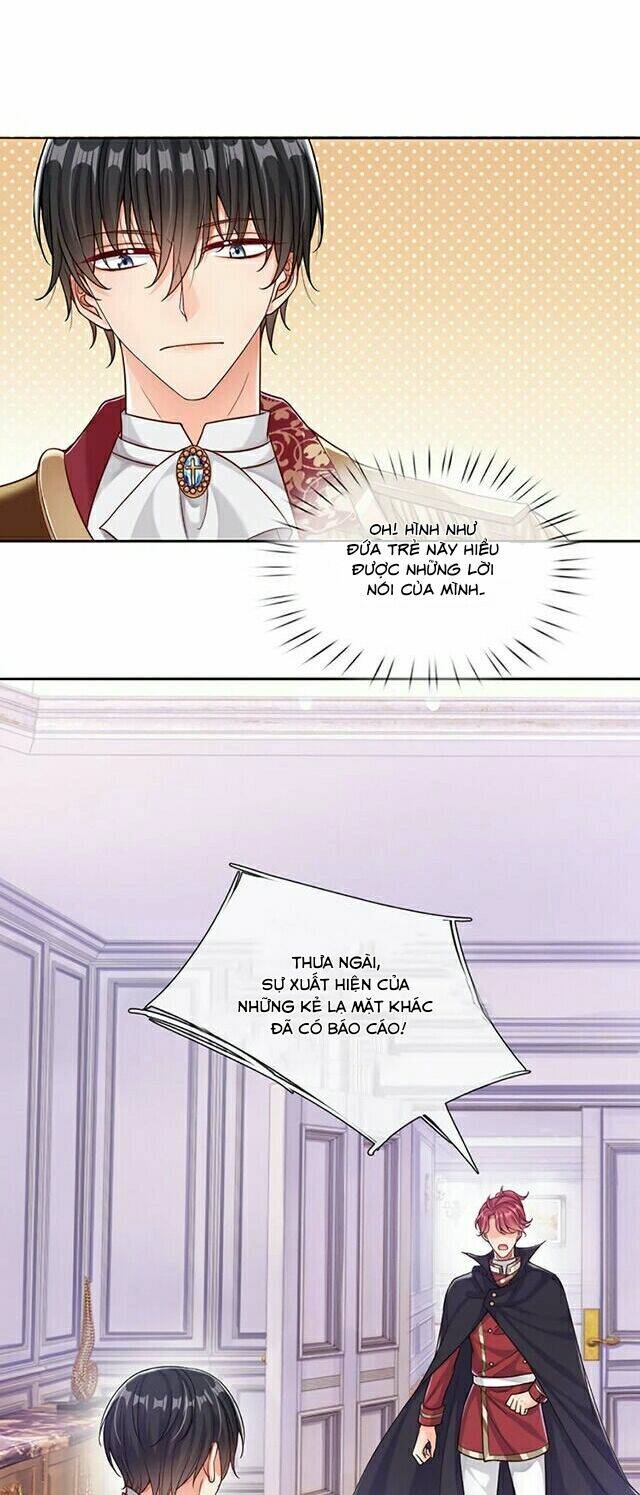 OH! HÌNH NHƯ
ĐỨA TRẺ NÀY HIỂU
ĐƯỢC NHỮNG LỜI
NÓI CỦA MÌNH.
THƯA NGÀI,
SỰ XUẤT HIỆN CỦA
NHỮNG KẺ LẠ MẶT KHÁC
ĐÃ CÓ BÁO CÁO!